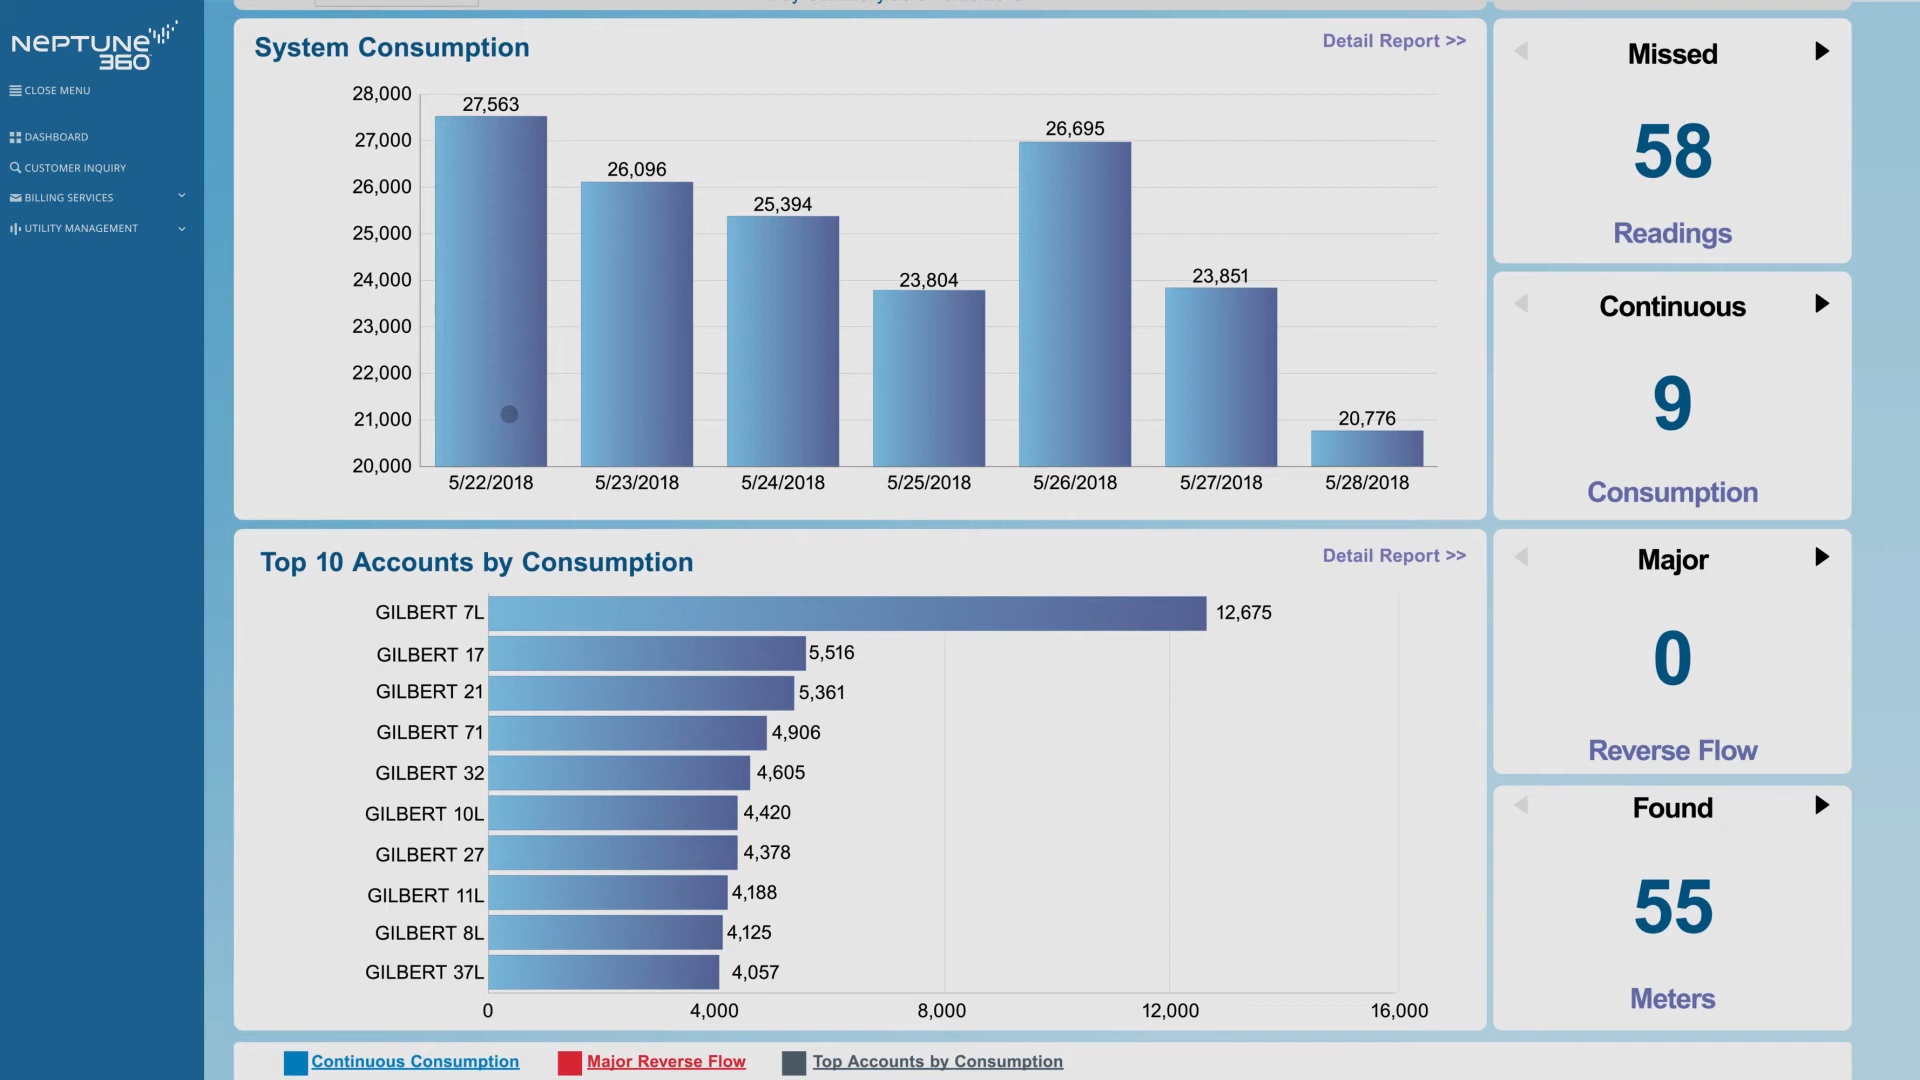 NEPTUNE
360
CLOSE MENU
DASHBOARD
CUSTOMER INQUIRY
BILLING SERVICES
UTILITY MANAGEMENT
System Consumption
Detail Report >>
28,000
27,000
26,000
25,000
24,000
23,000
22,000
21,000
20,000
27,563
26,096
25,394
23,804
26,695
23,851
20,776
5/22/2018
5/23/2018
5/24/2018
5/25/2018
5/26/2018
5/27/2018
5/28/2018
Top 10 Accounts by Consumption
Detail Report >>
GILBERT 7L 12,675
GILBERT 17 5,516
GILBERT 21 5,361
GILBERT 71 4,906
GILBERT 32 4,605
GILBERT 10L 4,420
GILBERT 27 4,378
GILBERT 11L 4,188
GILBERT 8L 4,125
GILBERT 37L 4,057
0 4,000 8,000 12,000 16,000
Continuous Consumption
Major Reverse Flow
Top Accounts by Consumption
Missed
58
Readings
Continuous
9
Consumption
Major
0
Reverse Flow
Found
55
Meters